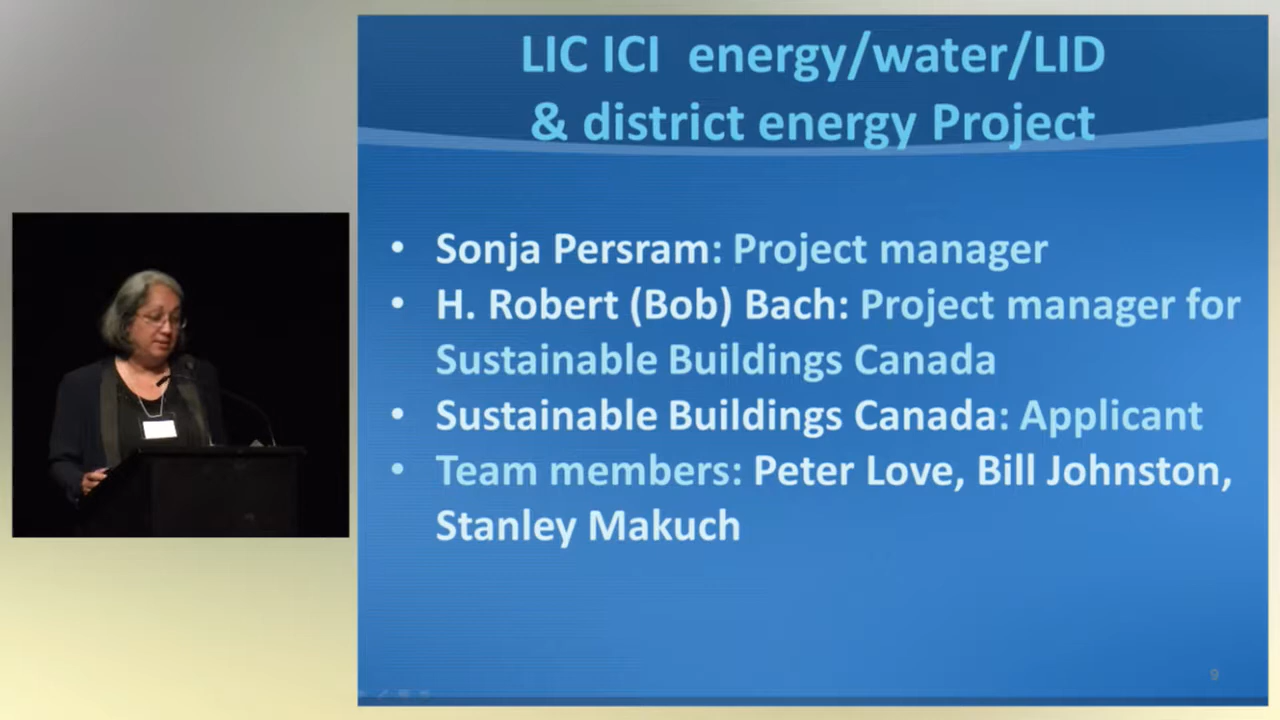 LIC ICI energy/water/LID
& district energy Project
• Sonja Persram: Project manager
• H. Robert (Bob) Bach: Project manager for
Sustainable Buildings Canada
• Sustainable Buildings Canada: Applicant
• Team members: Peter Love, Bill Johnston,
Stanley Makuch
9